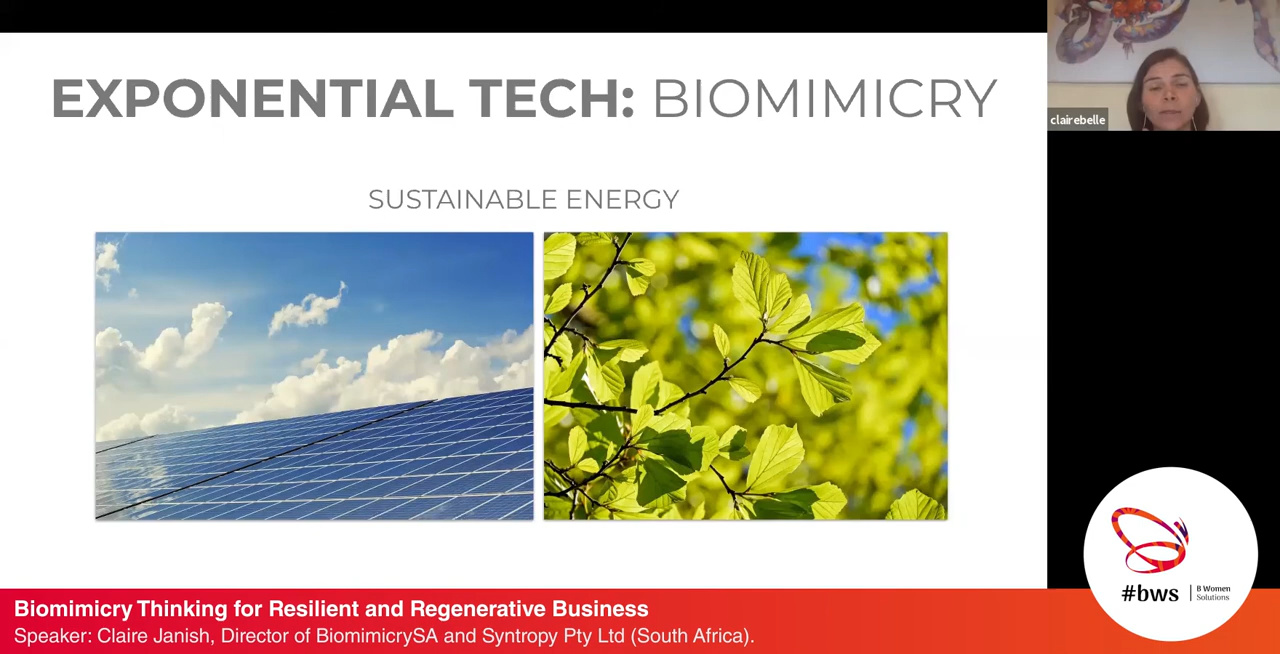 EXPONENTIAL TECH: BIOMIMICRY
clairebelle
SUSTAINABLE ENERGY
#bws | B Women
Solutions
Biomimicry Thinking for Resilient and Regenerative Business
Speaker: Claire Janish, Director of BiomimicrySA and Syntropy Pty Ltd (South Africa).